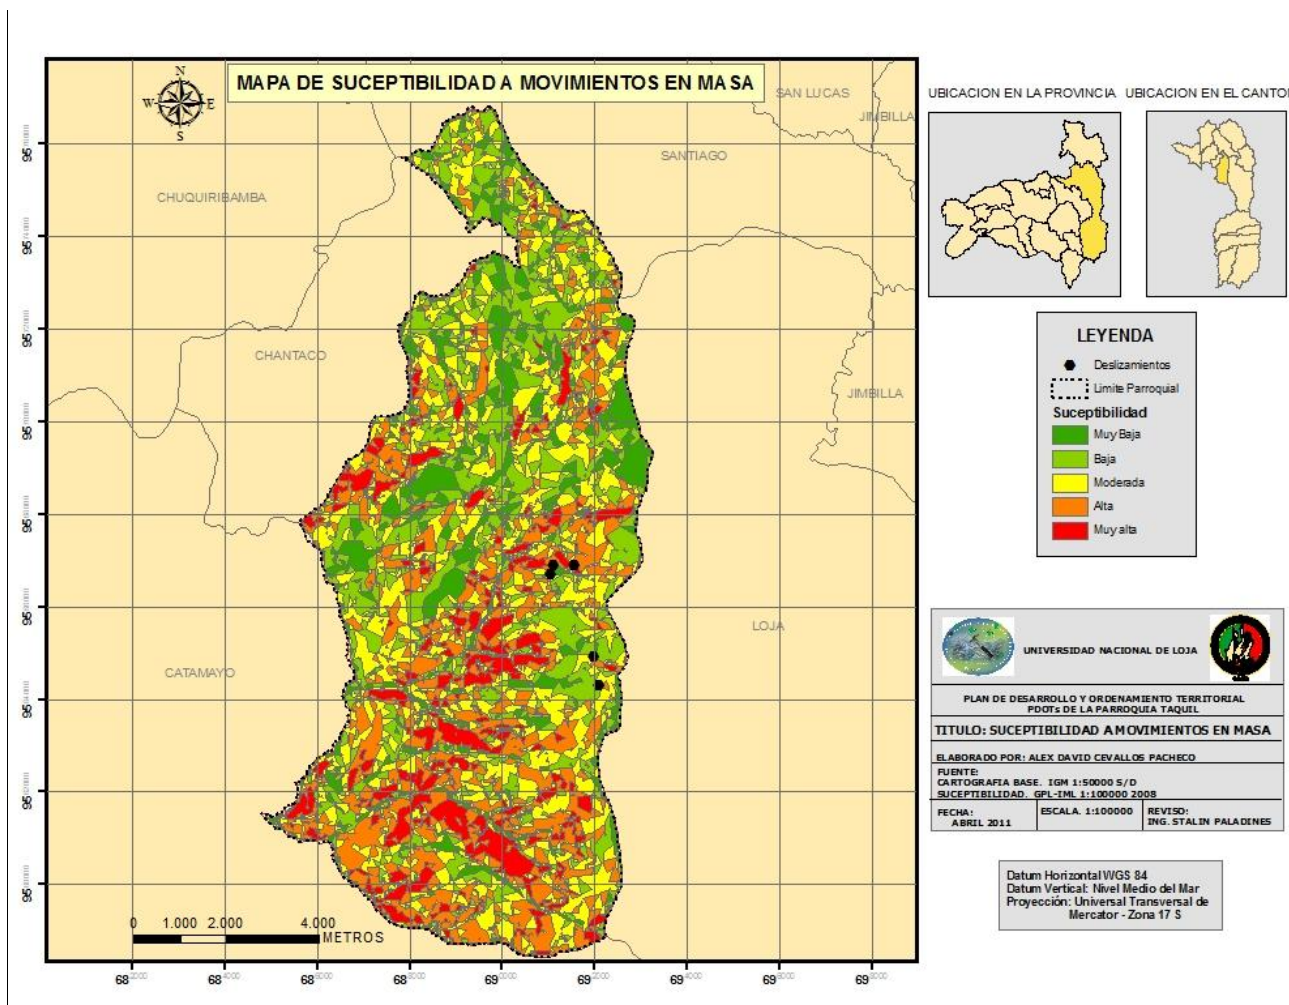 MAPA DE SUCEPTIBILIDAD A MOVIMIENTOS EN MASA
N
W
E
S
SAN LUCAS
JIMBILLA
SANTIAGO
CHUQUIRIBAMBA
CHANTACO
JIMBILLA
LOJA
CATAMAYO
0 1.000 2.000 4.000
METROS
UBICACION EN LA PROVINCIA
UBICACION EN EL CANTON
LEYENDA
Deslizamientos
Limite Parroquial
Suceptibilidad
Muy Baja
Baja
Moderada
Alta
Muy alta
UNIVERSIDAD NACIONAL DE LOJA
PLAN DE DESARROLLO Y ORDENAMIENTO TERRITORIAL
PDOTs DE LA PARROQUIA TAQUIL
TITULO: SUCEPTIBILIDAD A MOVIMIENTOS EN MASA
ELABORADO POR: ALEX DAVID CEVALLOS PACHECO
FUENTE:
CARTOGRAFIA BASE. IGM 1:50000 S/D
SUCEPTIBILIDAD. GPL-IML 1:100000 2008
FECHA:
ABRIL 2011
ESCALA. 1:100000
REVISO:
ING. STALIN PALADINES
Datum Horizontal WGS 84
Datum Vertical: Nivel Medio del Mar
Proyección: Universal Transversal de
Mercator - Zona 17 S